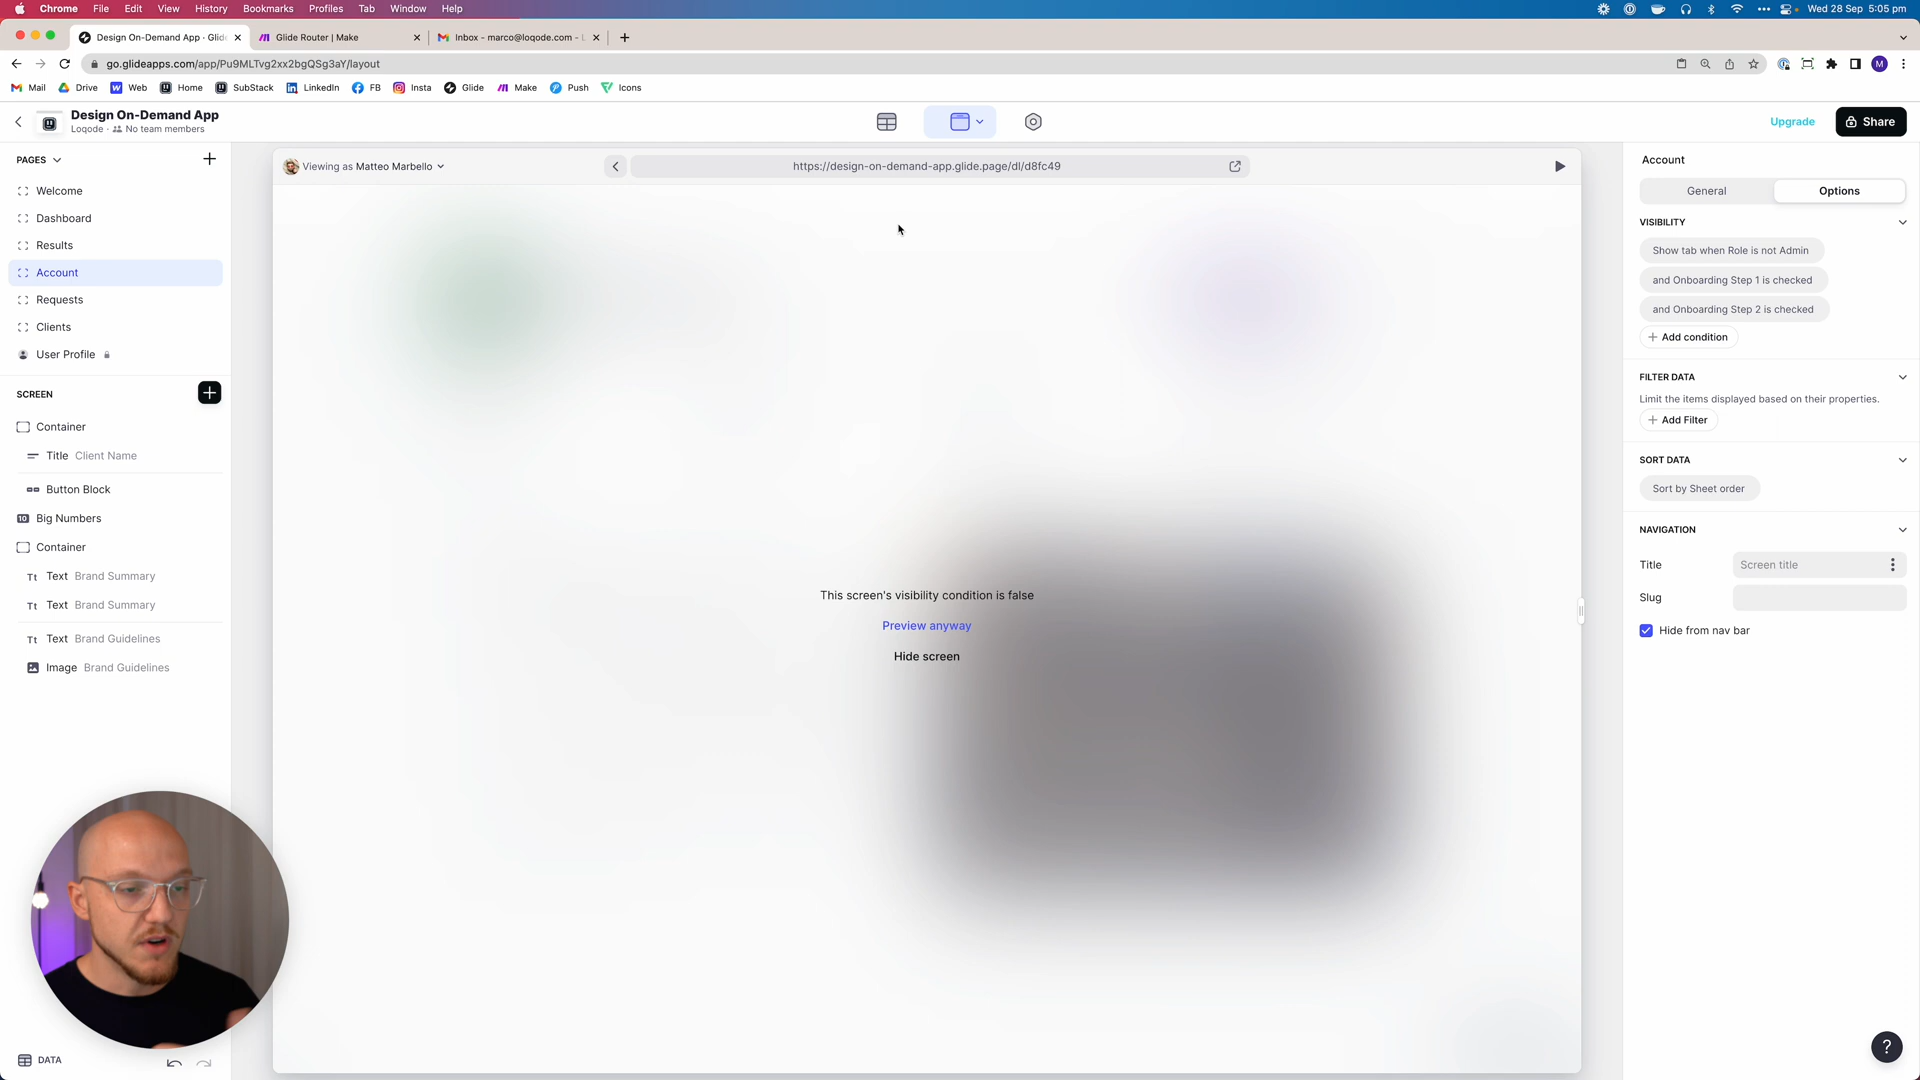 Chrome File Edit View History Bookmarks Profiles Tab Window Help Wed 28 Sep 5:05 pm
Design On-Demand App · Glid Glide Router | Make Inbox - marco@loqode.com - L
go.glideapps.com/app/Pu9MLTvg2xx2bgQSg3aY/layout M
Mail Drive Web Home SubStack LinkedIn FB Insta Glide Make Push Icons
Design On-Demand App
Loqode · No team members
Upgrade Share
PAGES
Welcome
Dashboard
Results
Account
Requests
Clients
User Profile
SCREEN
Container
Title Client Name
Button Block
10 Big Numbers
Container
Tt Text Brand Summary
Tt Text Brand Summary
Tt Text Brand Guidelines
Image Brand Guidelines
DATA
Viewing as Matteo Marbello
https://design-on-demand-app.glide.page/dl/d8fc49
This screen's visibility condition is false
Preview anyway
Hide screen
Account
General Options
VISIBILITY
Show tab when Role is not Admin
and Onboarding Step 1 is checked
and Onboarding Step 2 is checked
+ Add condition
FILTER DATA
Limit the items displayed based on their properties.
+ Add Filter
SORT DATA
Sort by Sheet order
NAVIGATION
Title Screen title
Slug
Hide from nav bar
?